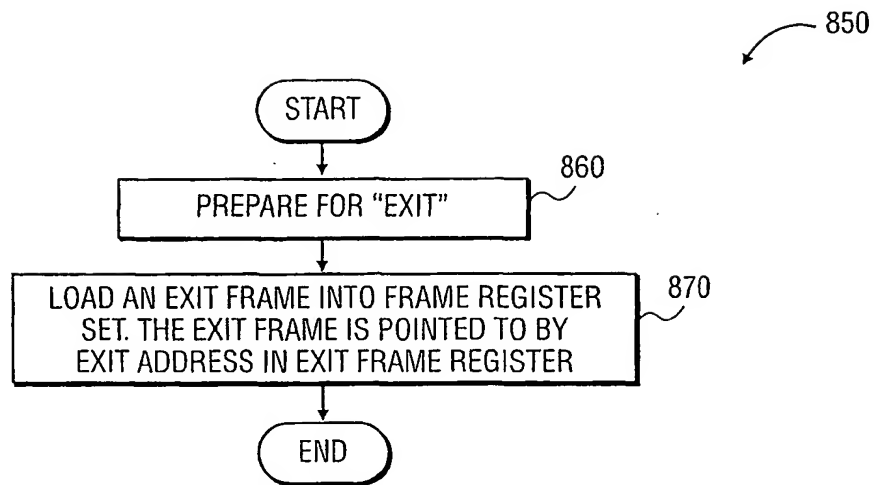 850
START
860
PREPARE FOR "EXIT"
870
LOAD AN EXIT FRAME INTO FRAME REGISTER
SET. THE EXIT FRAME IS POINTED TO BY
EXIT ADDRESS IN EXIT FRAME REGISTER
END